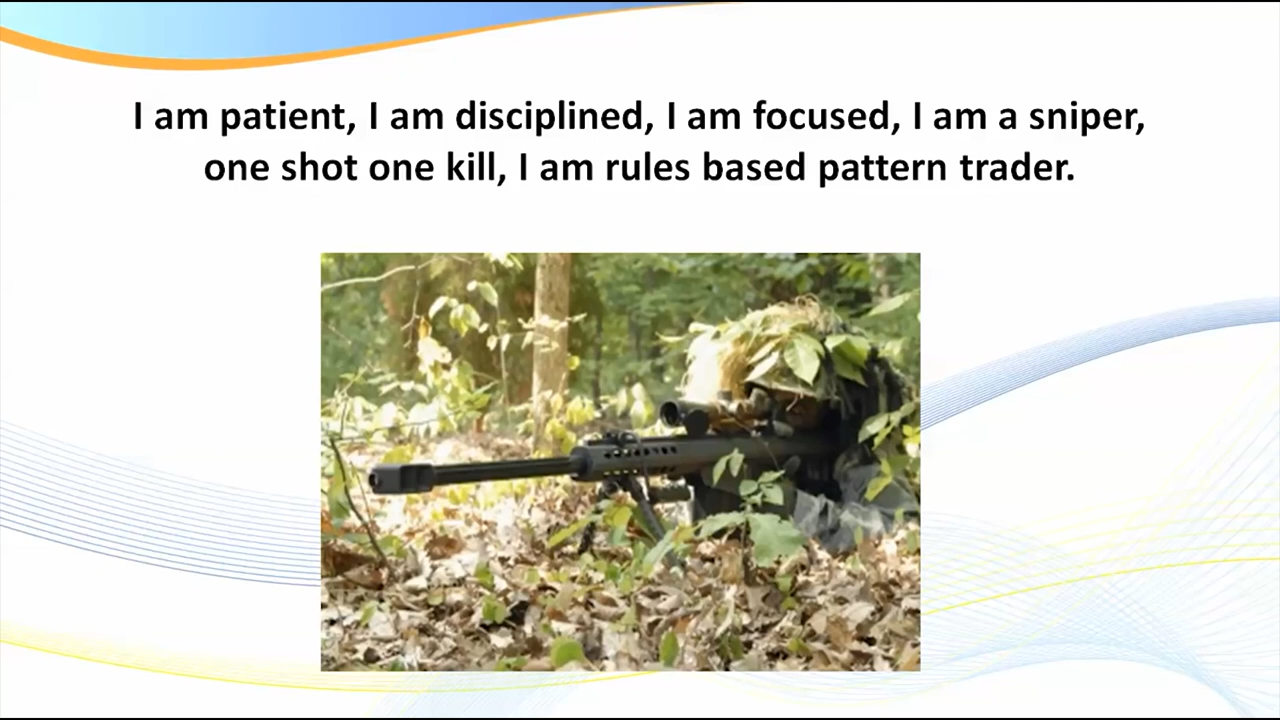 I am patient, I am disciplined, I am focused, I am a sniper,
one shot one kill, I am rules based pattern trader.